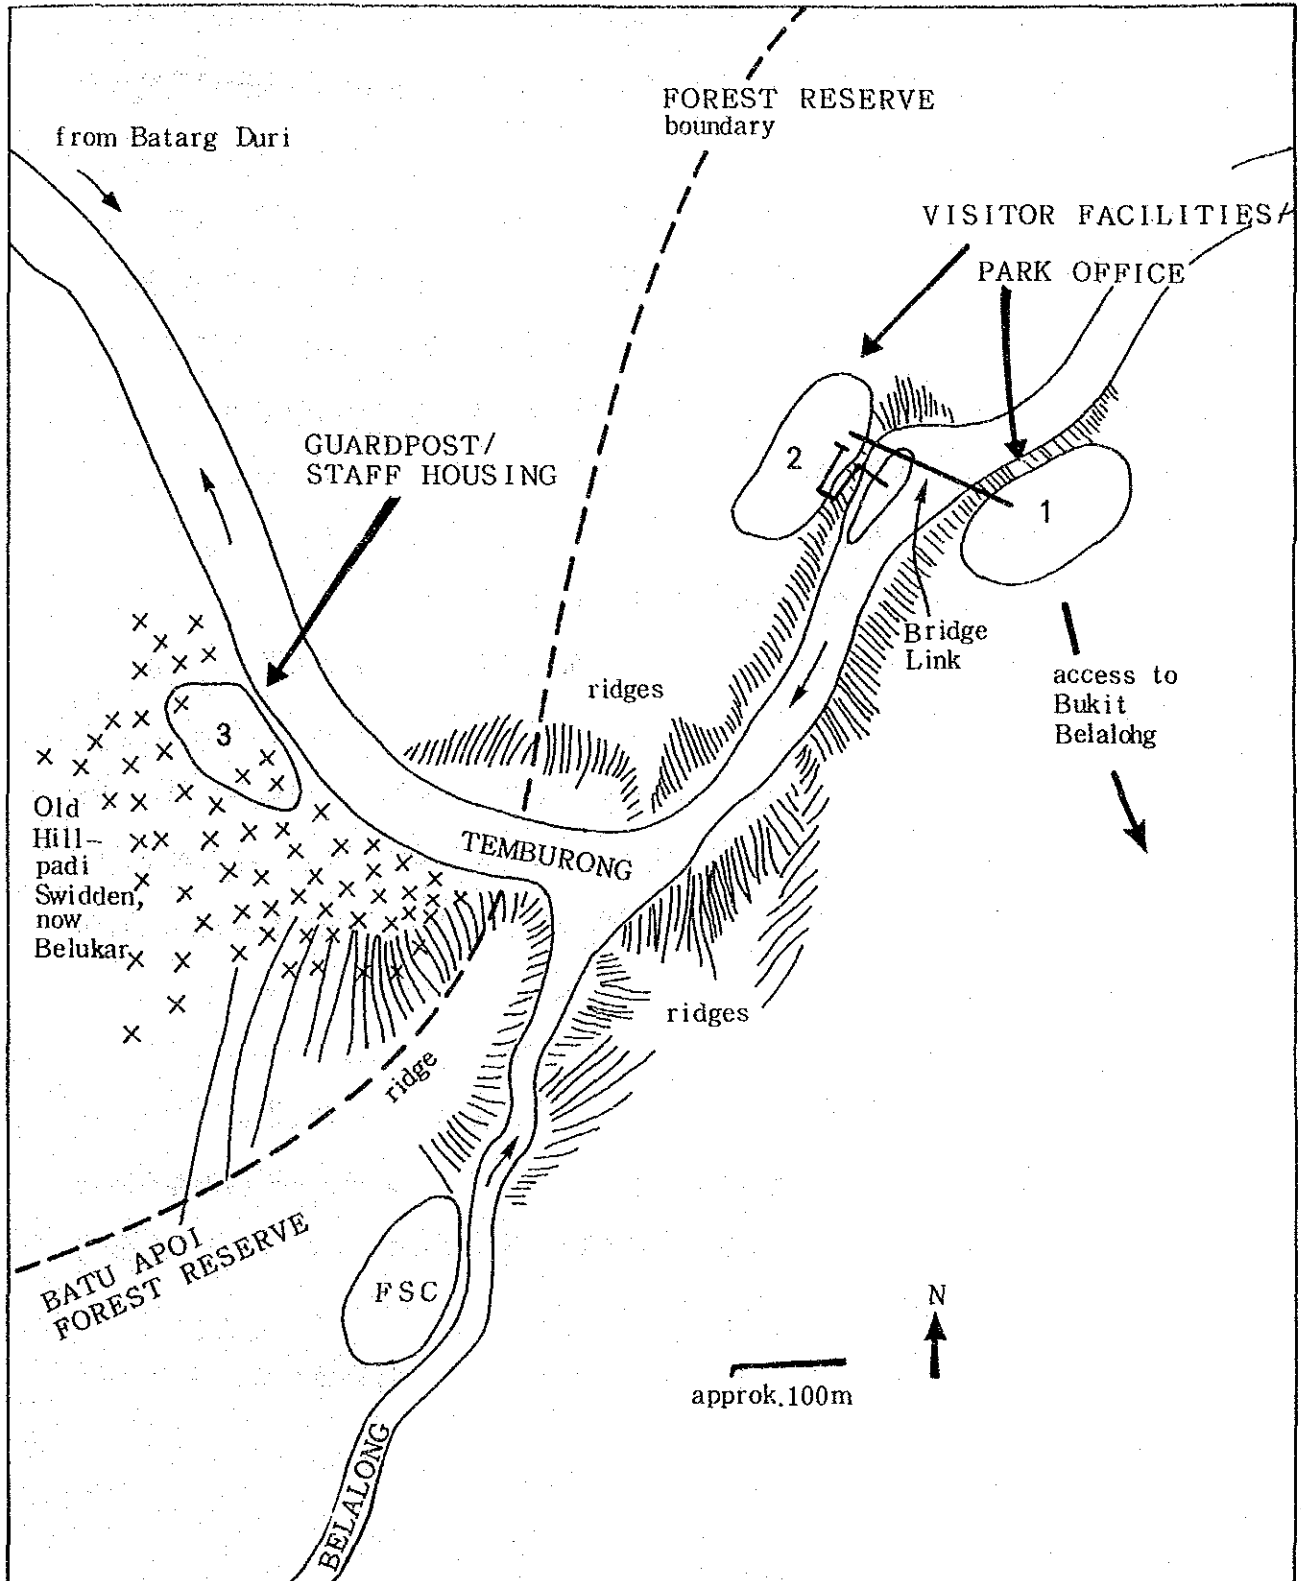 FOREST RESERVE
boundary
from Batarg Duri
VISITOR FACILITIES/
PARK OFFICE
GUARDPOST/
STAFF HOUSING
2
1
Bridge
Link
ridges
access to
Bukit
Belalohg
3
Old
Hill-
padi
Swidden,
now
Belukar
TEMBURONG
ridges
ridge
BATU APOI
FOREST RESERVE
FSC
N
approk.100m
BELALONG